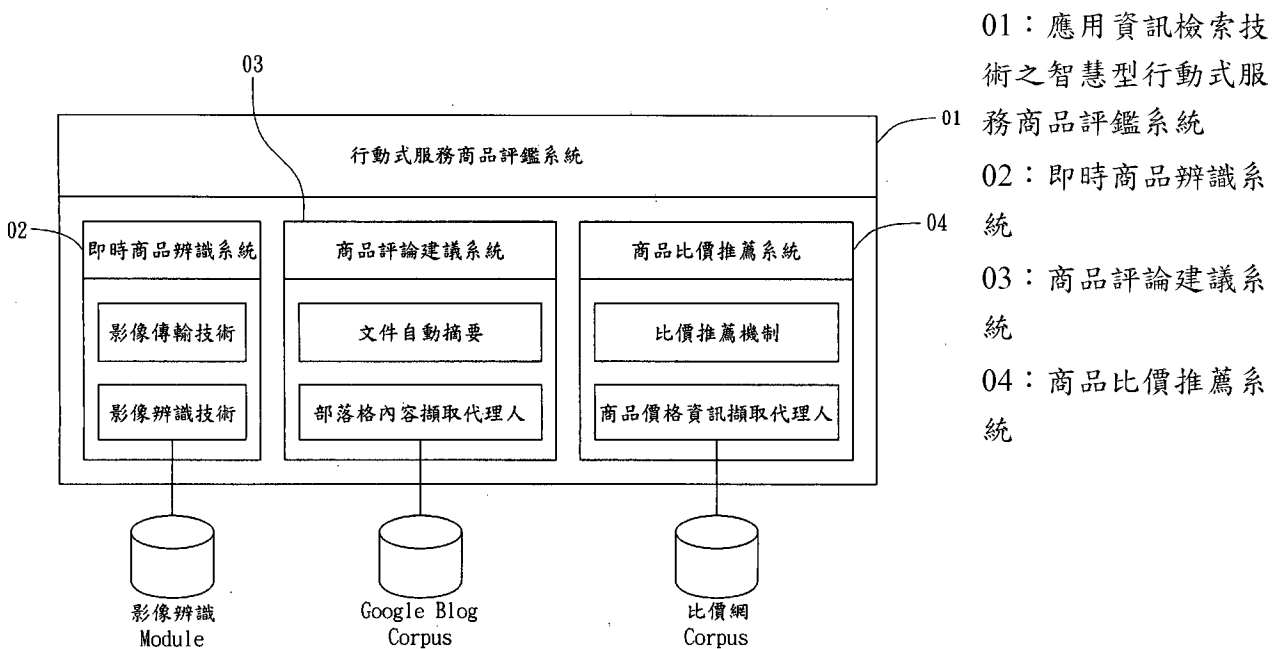 03
01
行動式服務商品評鑑系統
02
04
即時商品辨識系統
商品評論建議系統
商品比價推薦系統
影像傳輸技術
文件自動摘要
比價推薦機制
影像辨識技術
部落格內容擷取代理人
商品價格資訊擷取代理人
影像辨識
Module
Google Blog
Corpus
比價網
Corpus
01：應用資訊檢索技
術之智慧型行動式服
務商品評鑑系統
02：即時商品辨識系
統
03：商品評論建議系
統
04：商品比價推薦系
統